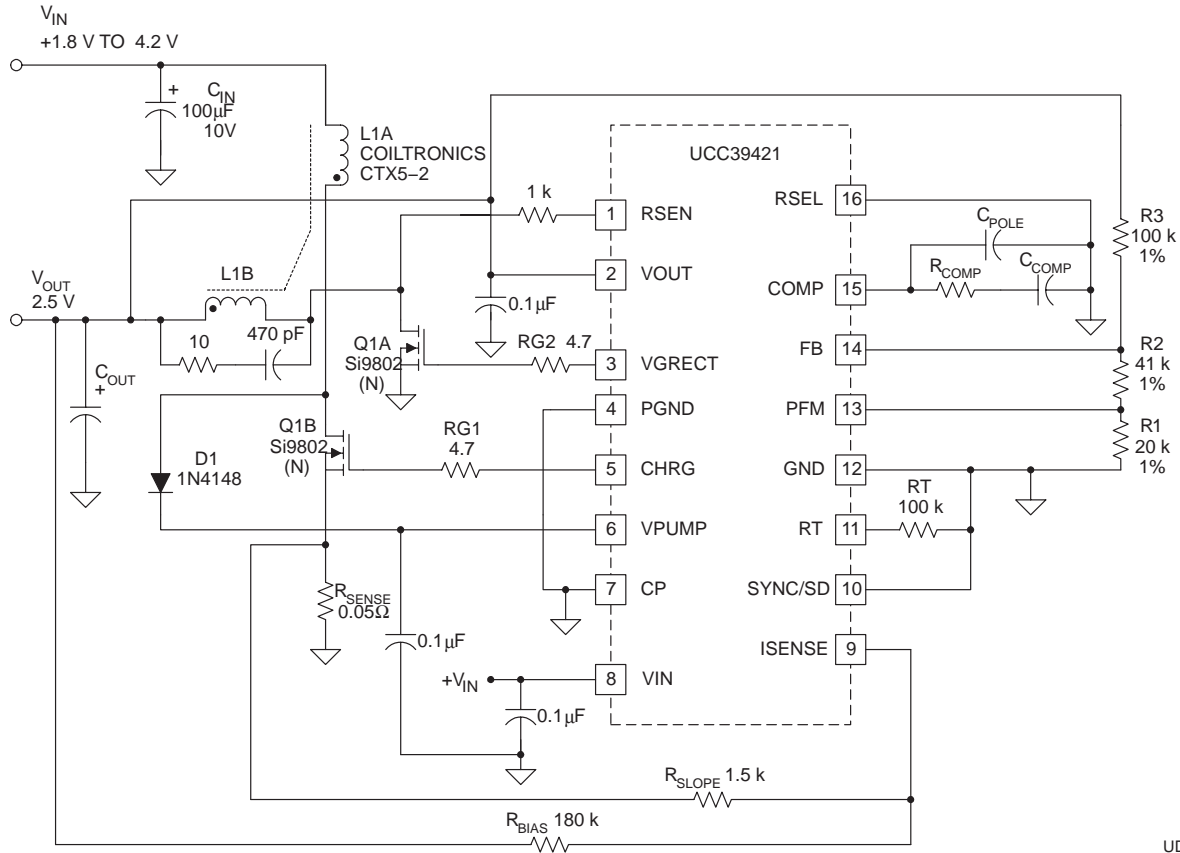 VIN
+1.8 V TO 4.2 V
CIN
100µF
10V
+
L1A
COILTRONICS
CTX5–2
UCC39421
1 k
1
RSEN
RSEL
16
CPOLE
R3
100 k
1%
VOUT
2.5 V
L1B
2
VOUT
RCOMP
CCOMP
COMP
15
0.1µF
10
470 pF
Q1A
Si9802
(N)
RG2 4.7
3
VGRECT
FB
14
R2
41 k
1%
COUT
+
4
PGND
PFM
13
Q1B
Si9802
(N)
RG1
4.7
R1
20 k
1%
D1
1N4148
5
CHRG
GND
12
RT
100 k
6
VPUMP
RT
11
RSENSE
0.05Ω
7
CP
SYNC/SD
10
0.1µF
ISENSE
9
+VIN
8
VIN
0.1µF
RSLOPE 1.5 k
RBIAS 180 k
UD